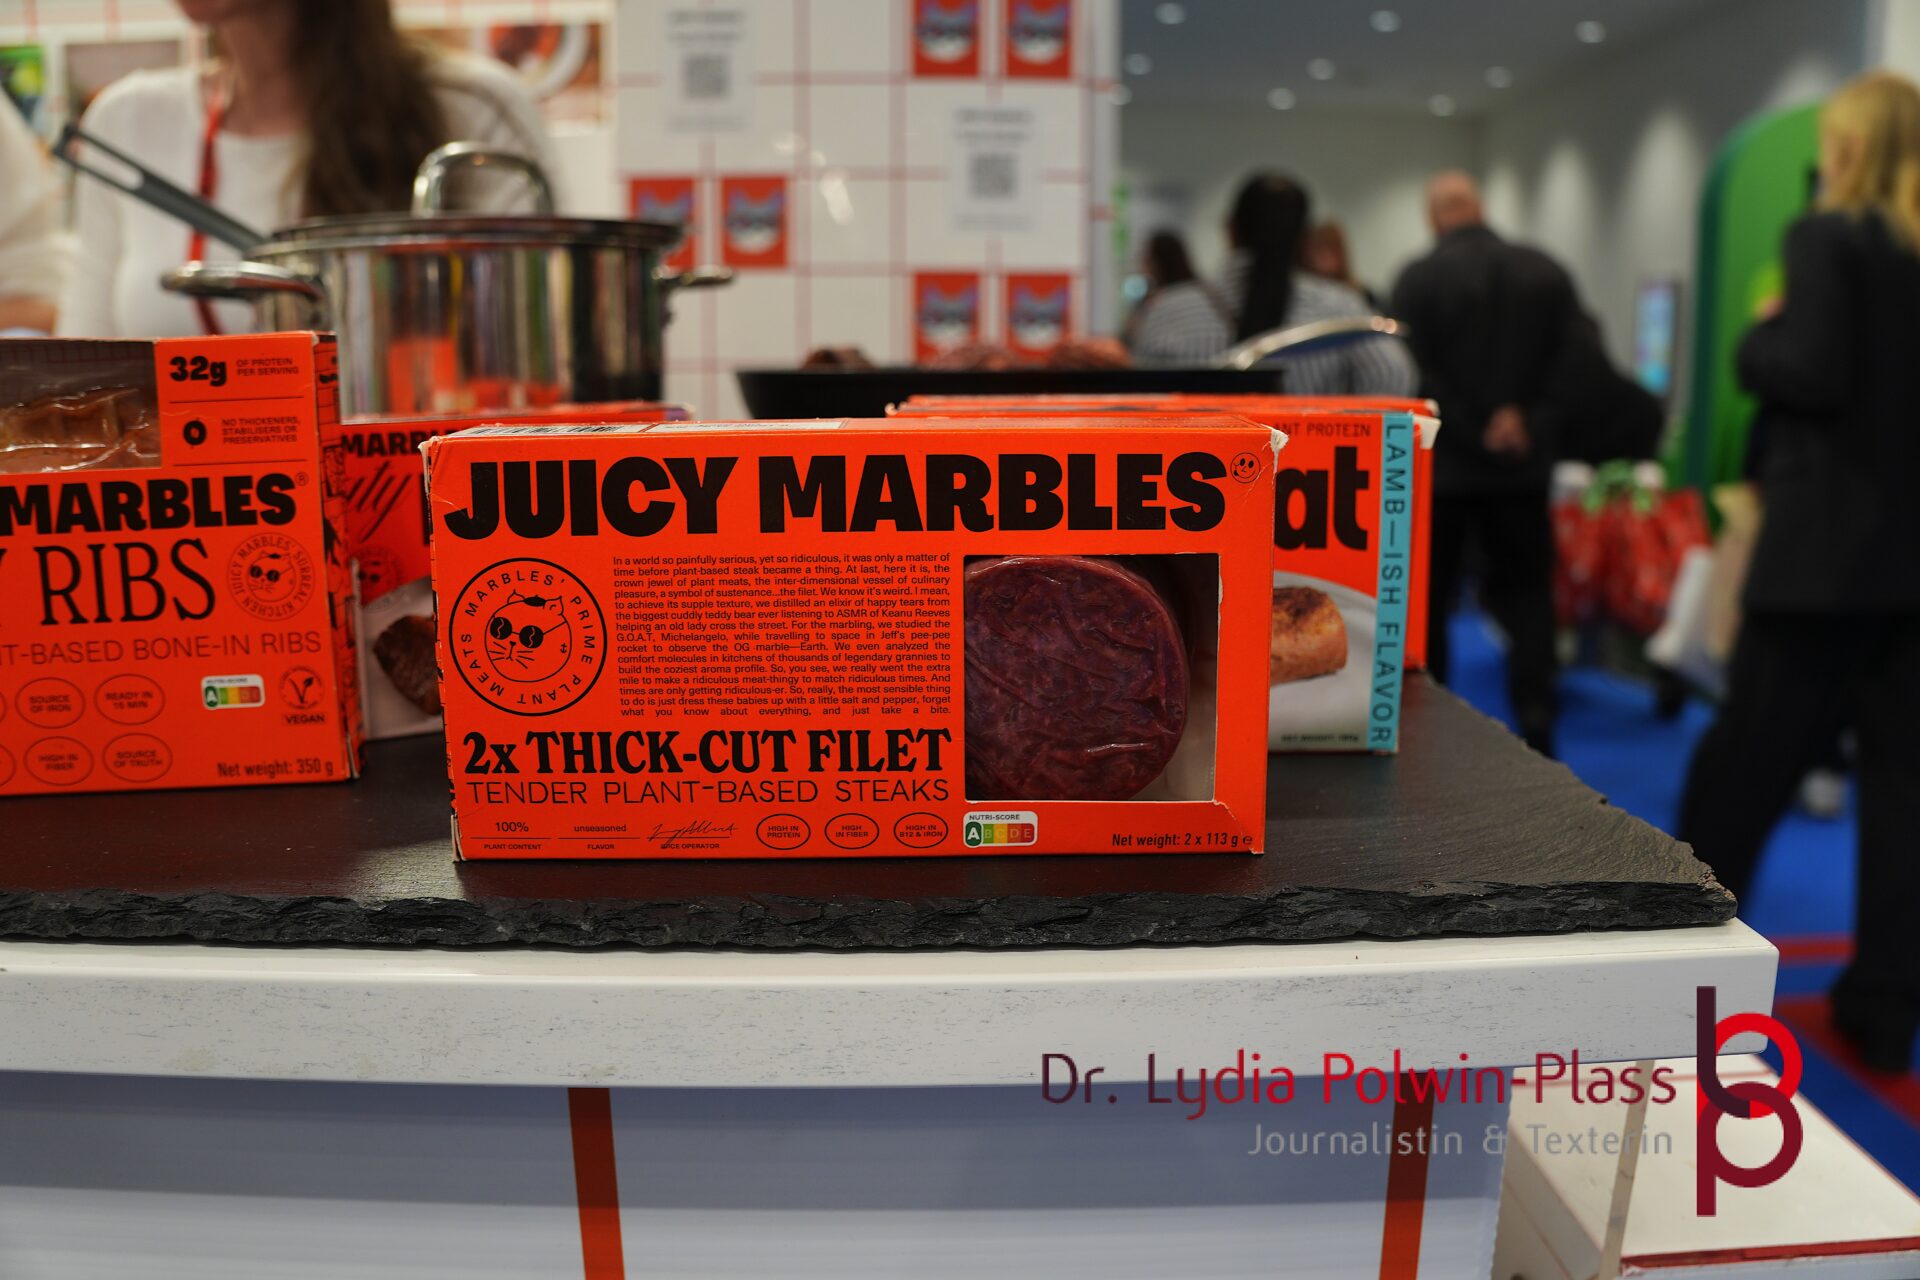 32g
OF PROTEIN
PER SERVING
0
NO THICKENERS,
STABILISERS OR
PRESERVATIVES
MARBLES®
RIBS
T-BASED BONE-IN RIBS
SOURCE
OF IRON
READY IN
15 MIN
NUTRI-SCORE
VEGAN
HIGH IN
FIBER
SOURCE
OF TRUTH
Net weight: 350 g
JUICY MARBLES
MARBLES' PRIME PLANT MEATS
In a world so painfully serious, yet so ridiculous, it was only a matter of
time before plant-based steak became a thing. At last, here it is, the
crown jewel of plant meats, the inter-dimensional vessel of culinary
pleasure, a symbol of sustenance...the filet. We know it's weird. I mean,
to achieve its supple texture, we distilled an elixir of happy tears from
the biggest cuddly teddy bear ever listening to ASMR of Keanu Reeves
helping an old lady cross the street. For the marbling, we studied the
G.O.A.T, Michelangelo, while travelling to space in Jeff's pee-pee
rocket to observe the OG marble—Earth. We even analyzed the
comfort molecules in kitchens of thousands of legendary grannies to
build the coziest aroma profile. So, you see, we really went the extra
mile to make a ridiculous meat-thingy to match ridiculous times. And
times are only getting ridiculous-er. So, really, the most sensible thing
to do is just dress these babies up with a little salt and pepper, forget
what you know about everything, and just take a bite.
2x THICK-CUT FILET
TENDER PLANT-BASED STEAKS
100%
PLANT CONTENT
unseasoned
FLAVOR
JUICE OPERATOR
HIGH IN
PROTEIN
HIGH
IN FIBER
HIGH IN
B12 & IRON
NUTRI-SCORE
ABCDE
Net weight: 2 x 113 g e
ANT PROTEIN
at
LAMB—ISH FLAVOR
Dr. Lydia Polwin-Plass
Journalistin & Texterin